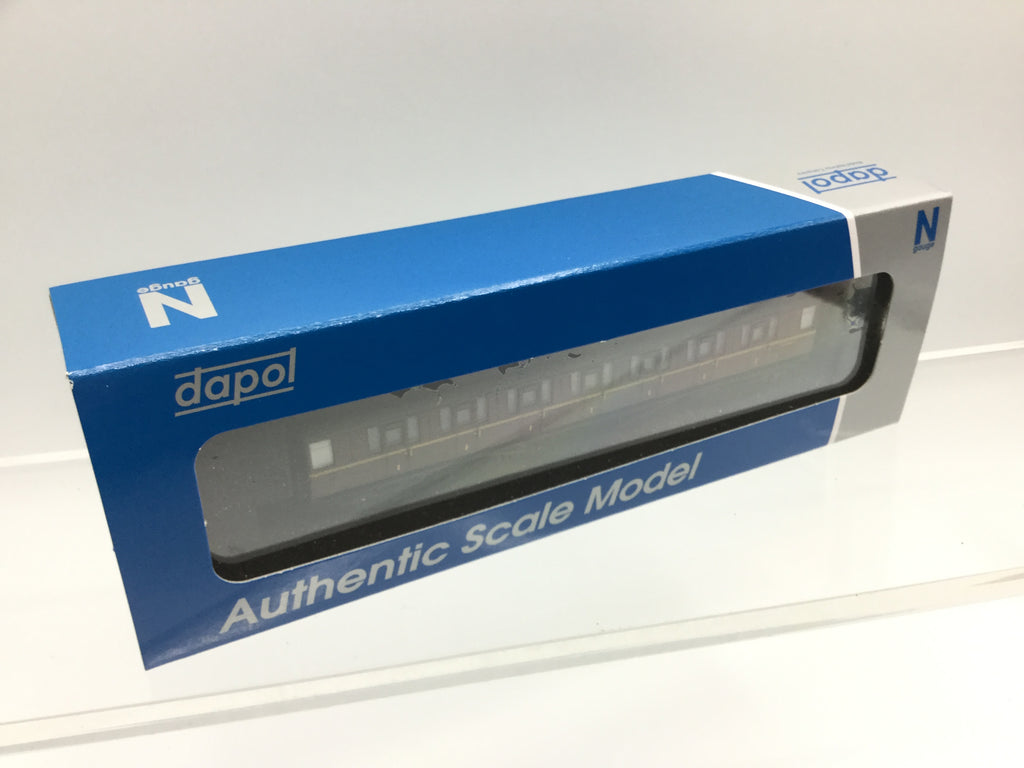 dapol
N
gauge
N
gauge
dapol
Authentic Scale Model